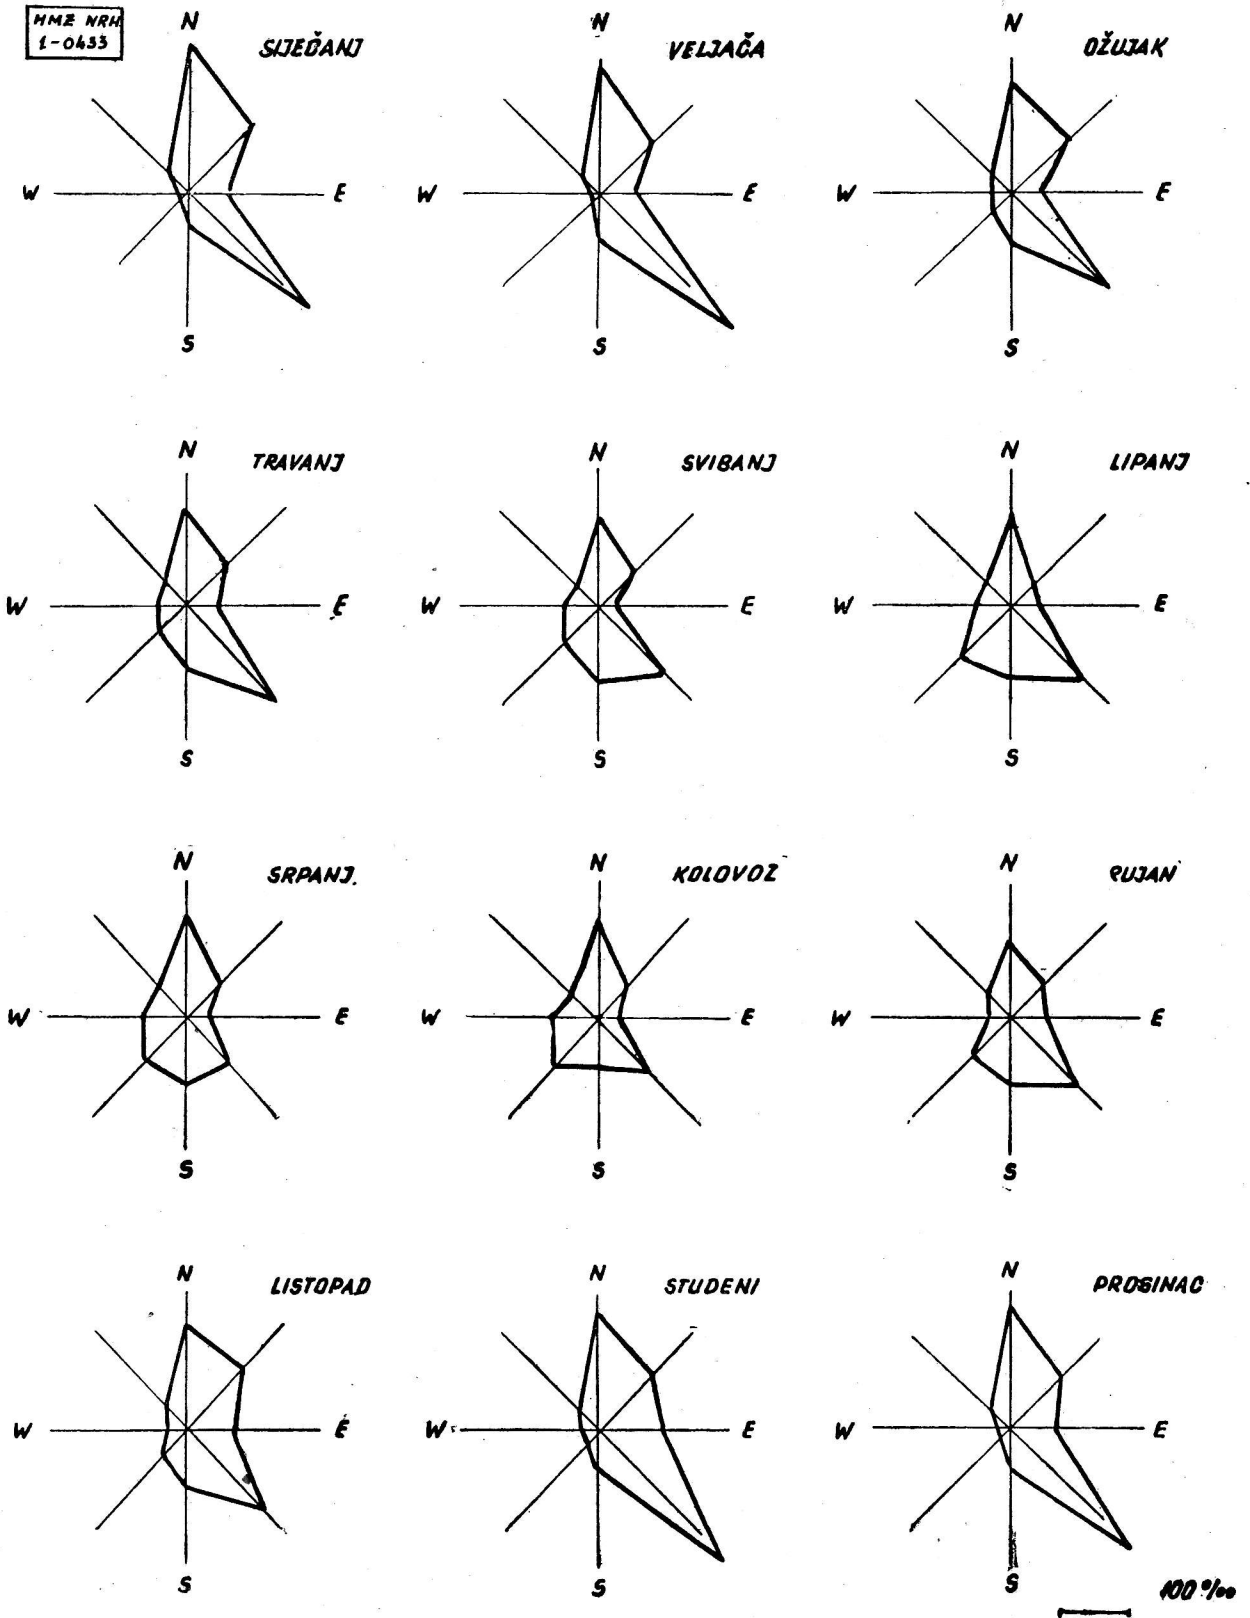 HMZ NRH
1-0433
N
SIJEČANJ
W
E
S
N
VELJAČA
W
E
S
N
OŽUJAK
W
E
S
N
TRAVANJ
W
E
S
N
SVIBANJ
W
E
S
N
LIPANJ
W
E
S
N
SRPANJ.
W
E
S
N
KOLOVOZ
W
E
S
N
RUJAN
W
E
S
N
LISTOPAD
W
E
S
N
STUDENI
W
E
S
N
PROSINAC
W
E
S
100 ‰